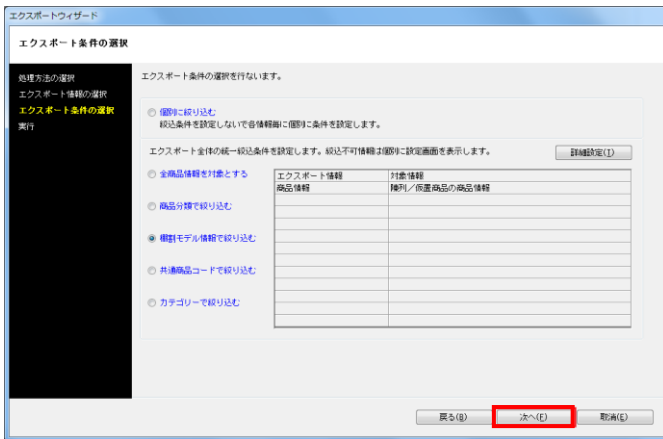 エクスポートウィザード
エクスポート条件の選択
処理方法の選択
エクスポート情報の選択
エクスポート条件の選択
実行
エクスポート条件の選択を行ないます。
個別に絞り込む
絞込条件を設定しないで各情報毎に個別に条件を設定します。
エクスポート全体の統一絞込条件を設定します。絞込不可情報は個別に設定画面を表示します。
詳細設定(I)
全商品情報を対象とする
商品分類で絞り込む
棚割モデル情報で絞り込む
共通商品コードで絞り込む
カテゴリーで絞り込む
エクスポート情報 対象情報
商品情報 陳列／仮置商品の商品情報
戻る(B) 次へ(F) 取消(E)